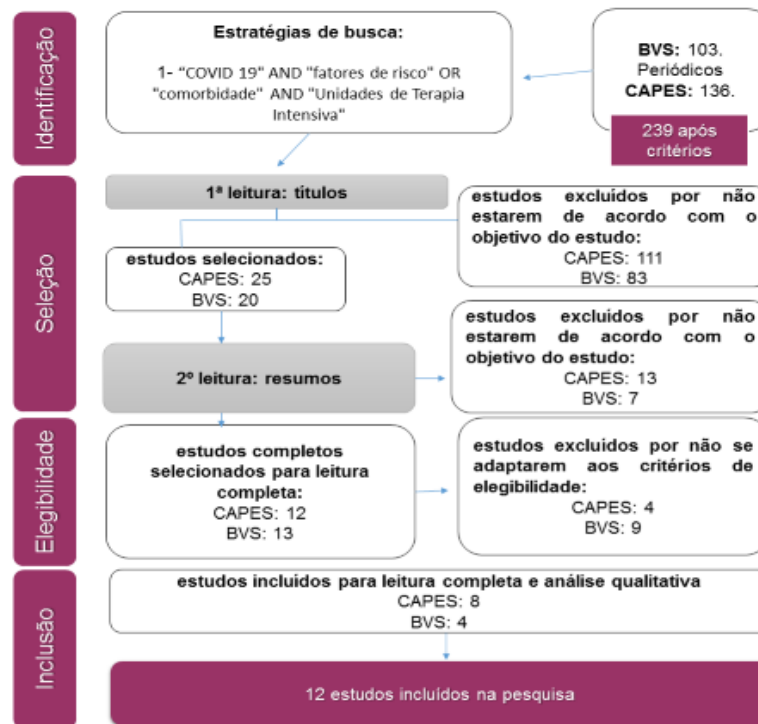 Identificação
Estratégias de busca:
1- "COVID 19" AND "fatores de risco" OR
"comorbidade" AND "Unidades de Terapia
Intensiva"
BVS: 103.
Periódicos
CAPES: 136.
239 após
critérios
Seleção
1ª leitura: títulos
estudos excluídos por não
estarem de acordo com o
objetivo do estudo:
CAPES: 111
BVS: 83
estudos selecionados:
CAPES: 25
BVS: 20
2º leitura: resumos
estudos excluídos por não
estarem de acordo com o
objetivo do estudo:
CAPES: 13
BVS: 7
Elegibilidade
estudos completos
selecionados para leitura
completa:
CAPES: 12
BVS: 13
estudos excluídos por não se
adaptarem aos critérios de
elegibilidade:
CAPES: 4
BVS: 9
Inclusão
estudos incluídos para leitura completa e análise qualitativa
CAPES: 8
BVS: 4
12 estudos incluídos na pesquisa